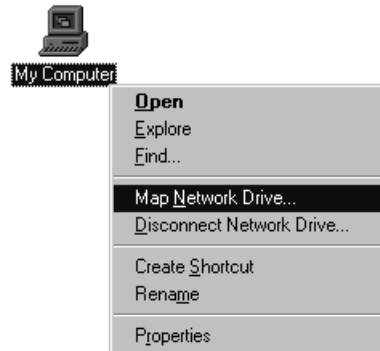 My Computer
Open
Explore
Find...
Map Network Drive...
Disconnect Network Drive...
Create Shortcut
Rename
Properties